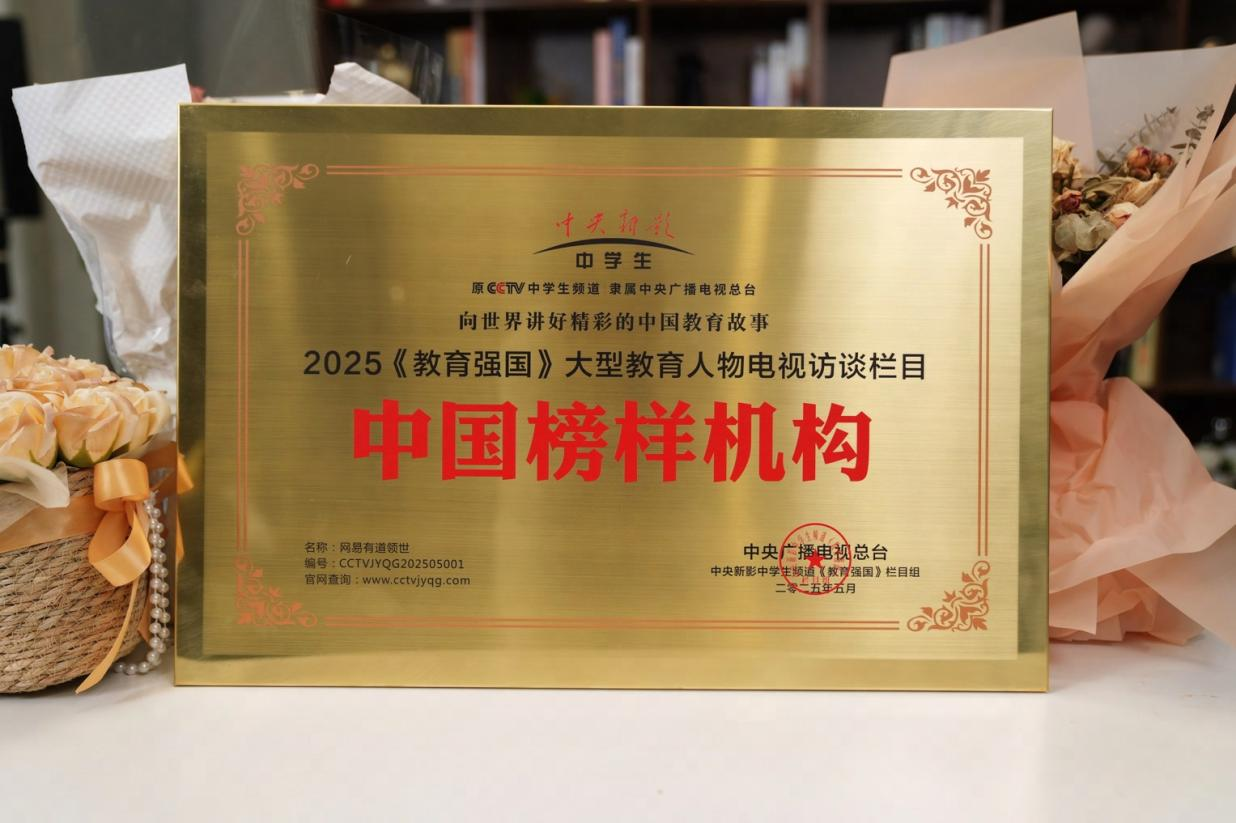 中央新影
中学生
原CCTV中学生频道 隶属中央广播电视总台
向世界讲好精彩的中国教育故事
2025《教育强国》大型教育人物电视访谈栏目
中国榜样机构
名称：网易有道领世
编号：CCTVJYQG202505001
官网查询：www.cctvjyqg.com
中央广播电视总台
中央新影中学生频道《教育强国》栏目组
二零二五年五月